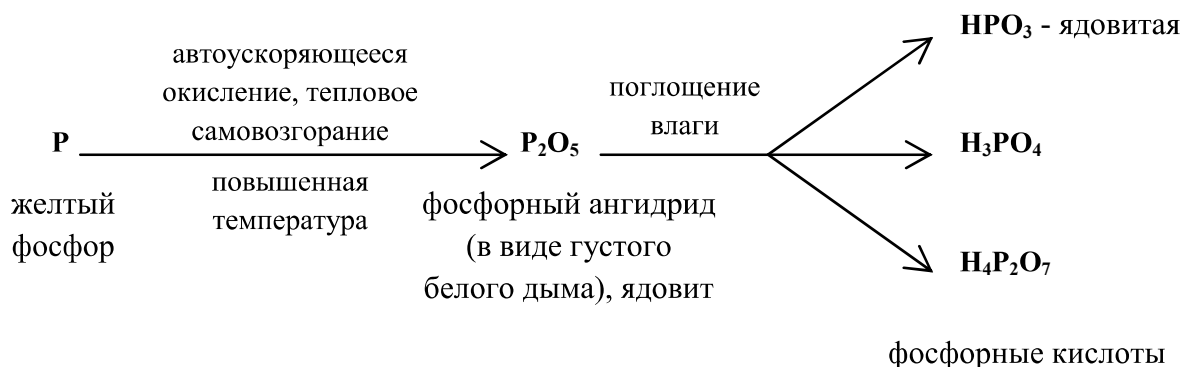 HPO₃ - ядовитая
автоускоряющееся
окисление, тепловое
самовозгорание
поглощение
влаги
P
P₂O₅
H₃PO₄
повышенная
температура
желтый
фосфор
фосфорный ангидрид
(в виде густого
белого дыма), ядовит
H₄P₂O₇
фосфорные кислоты